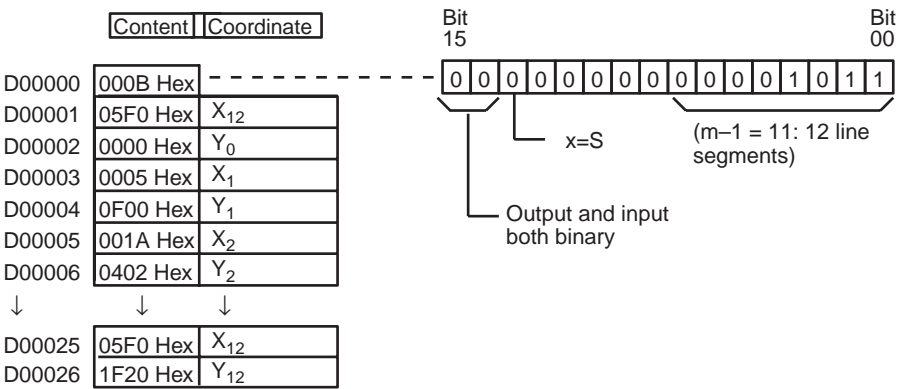 Content Coordinate
Bit 15 Bit 00
D00000 000B Hex 0 0 0 0 0 0 0 0 0 0 0 0 1 0 1 1
D00001 05F0 Hex X12
D00002 0000 Hex Y0
D00003 0005 Hex X1
D00004 0F00 Hex Y1
D00005 001A Hex X2
D00006 0402 Hex Y2
↓ ↓ ↓
D00025 05F0 Hex X12
D00026 1F20 Hex Y12
x=S
(m–1 = 11: 12 line
segments)
Output and input
both binary